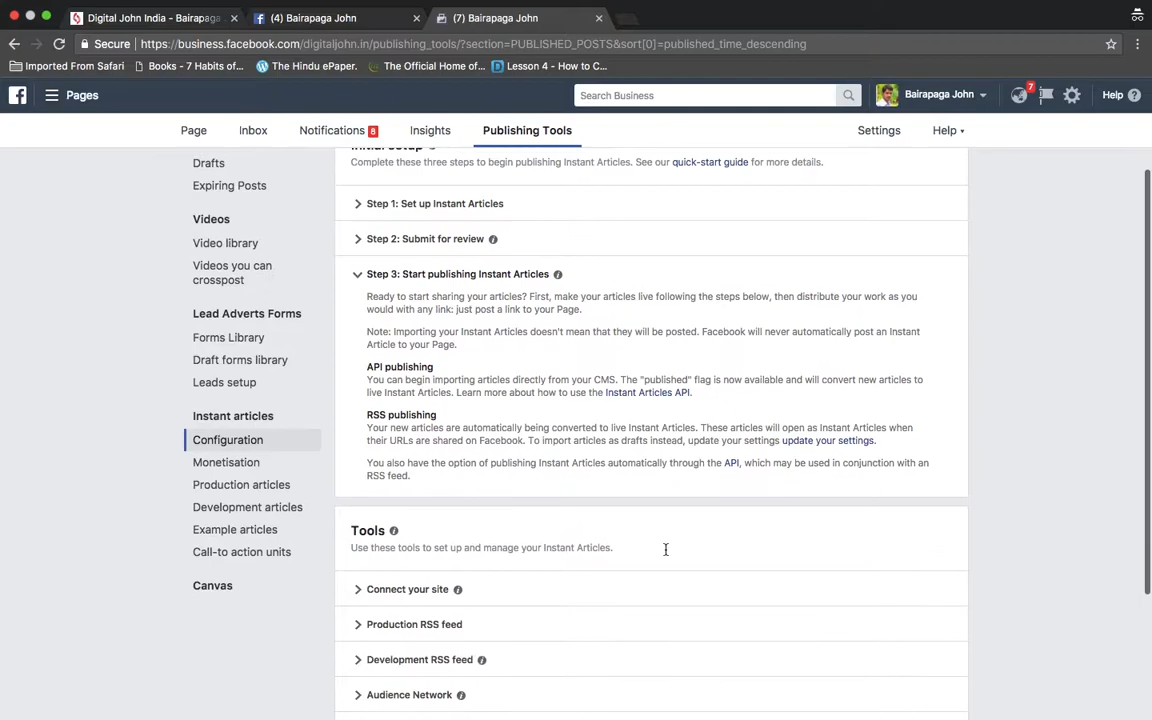 Digital John India - Bairapaga
(4) Bairapaga John
(7) Bairapaga John
Secure
https://business.facebook.com/digitaljohn.in/publishing_tools/?section=PUBLISHED_POSTS&sort[0]=published_time_descending
Imported From Safari
Books - 7 Habits of...
The Hindu ePaper.
The Official Home of...
Lesson 4 - How to C...
Pages
Search Business
Bairapaga John
7
Help
Page
Inbox
Notifications 8
Insights
Publishing Tools
Settings
Help
Drafts
Expiring Posts
Videos
Video library
Videos you can
crosspost
Lead Adverts Forms
Forms Library
Draft forms library
Leads setup
Instant articles
Configuration
Monetisation
Production articles
Development articles
Example articles
Call-to action units
Canvas
Initial setup
Complete these three steps to begin publishing Instant Articles. See our quick-start guide for more details.
Step 1: Set up Instant Articles
Step 2: Submit for review
Step 3: Start publishing Instant Articles
Ready to start sharing your articles? First, make your articles live following the steps below, then distribute your work as you
would with any link: just post a link to your Page.
Note: Importing your Instant Articles doesn't mean that they will be posted. Facebook will never automatically post an Instant
Article to your Page.
API publishing
You can begin importing articles directly from your CMS. The "published" flag is now available and will convert new articles to
live Instant Articles. Learn more about how to use the Instant Articles API.
RSS publishing
Your new articles are automatically being converted to live Instant Articles. These articles will open as Instant Articles when
their URLs are shared on Facebook. To import articles as drafts instead, update your settings update your settings.
You also have the option of publishing Instant Articles automatically through the API, which may be used in conjunction with an
RSS feed.
Tools
Use these tools to set up and manage your Instant Articles.
Connect your site
Production RSS feed
Development RSS feed
Audience Network